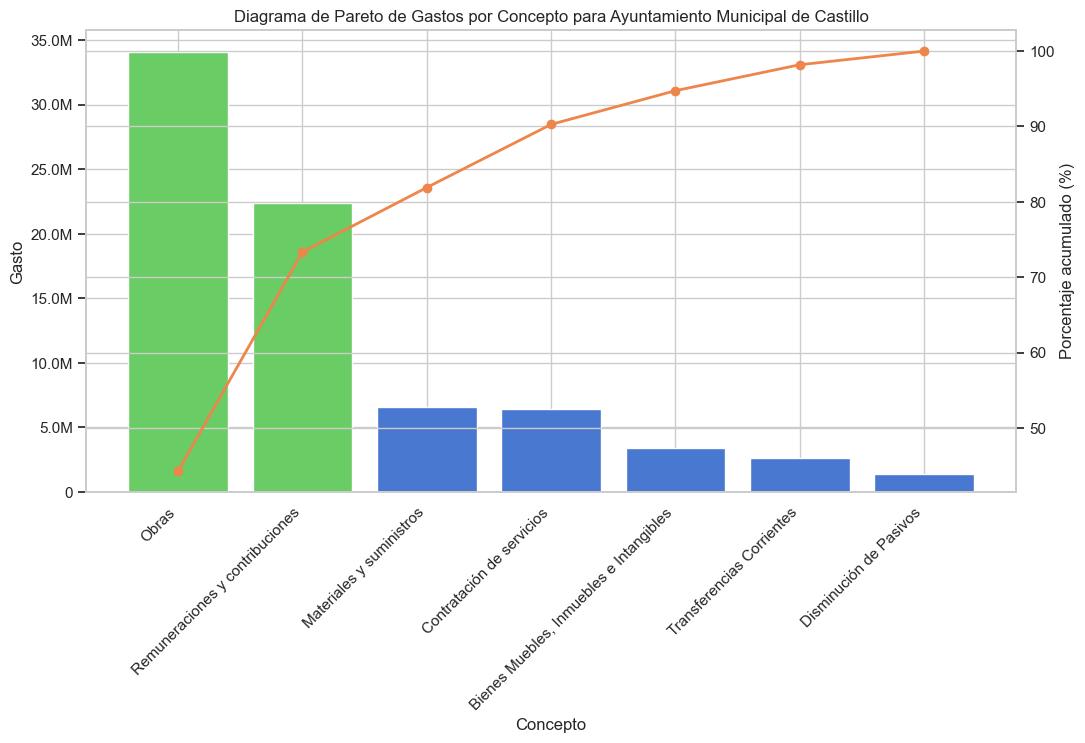 Diagrama de Pareto de Gastos por Concepto para Ayuntamiento Municipal de Castillo
Gasto
35.0M
30.0M
25.0M
20.0M
15.0M
10.0M
5.0M
0
100
90
80
70
60
50
Porcentaje acumulado (%)
Obras
Remuneraciones y contribuciones
Materiales y suministros
Contratación de servicios
Bienes Muebles, Inmuebles e Intangibles
Transferencias Corrientes
Disminución de Pasivos
Concepto